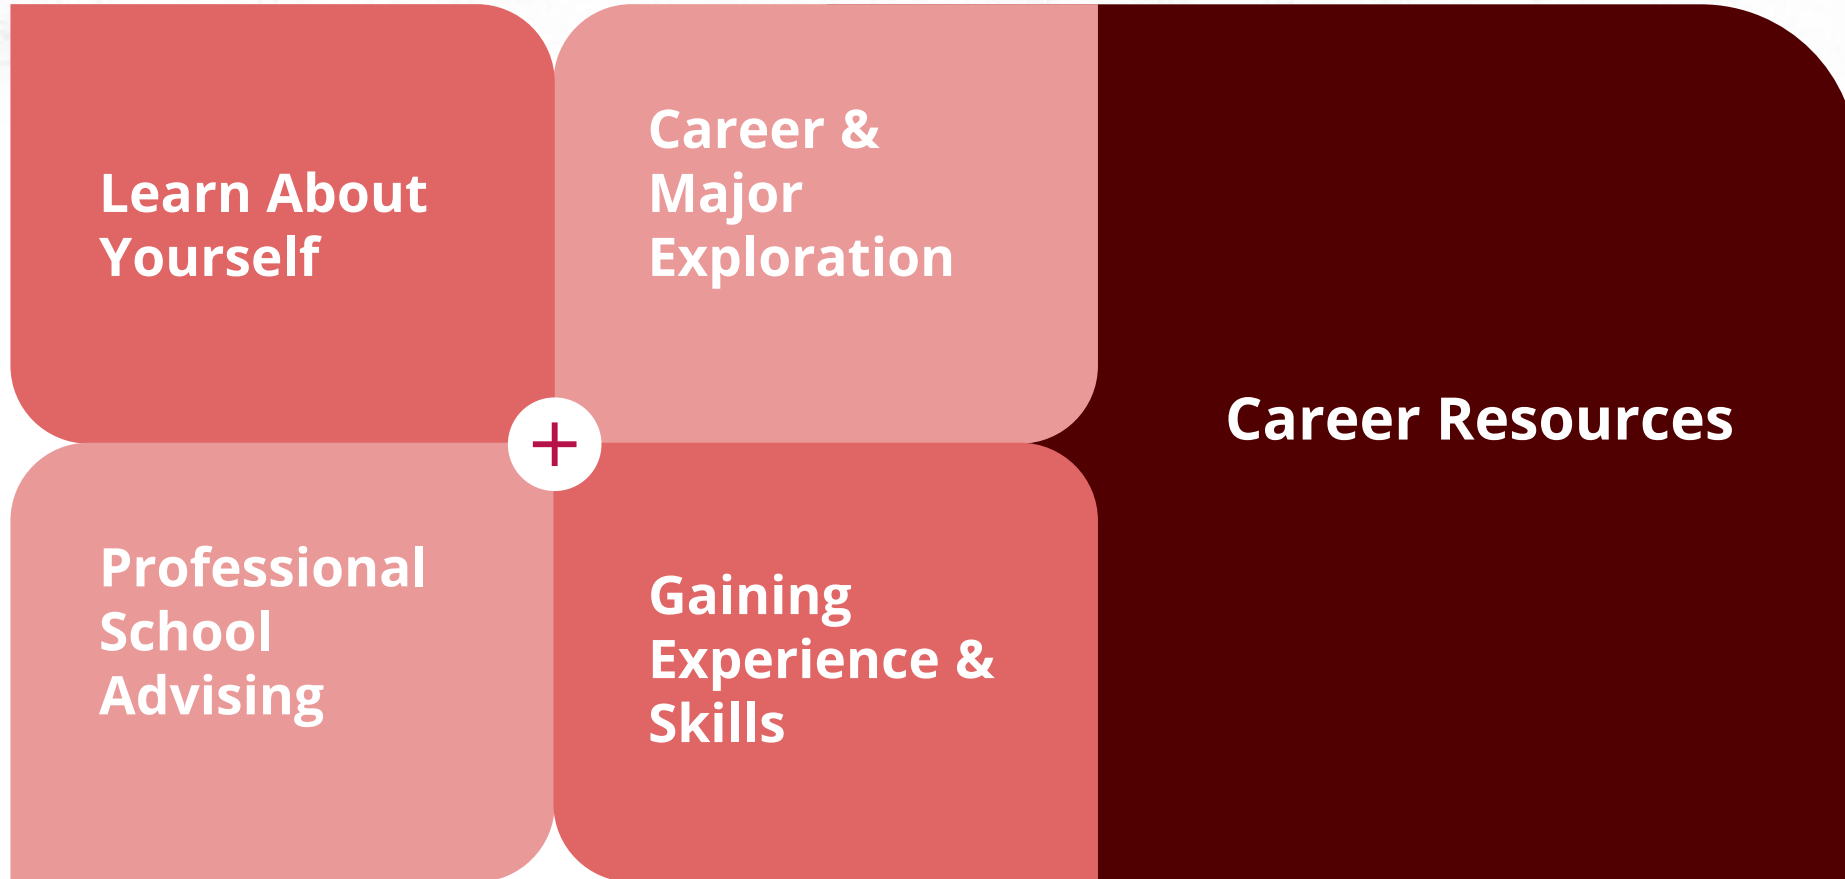 Learn About
Yourself
Career &
Major
Exploration
Professional
School
Advising
Gaining
Experience &
Skills
Career Resources